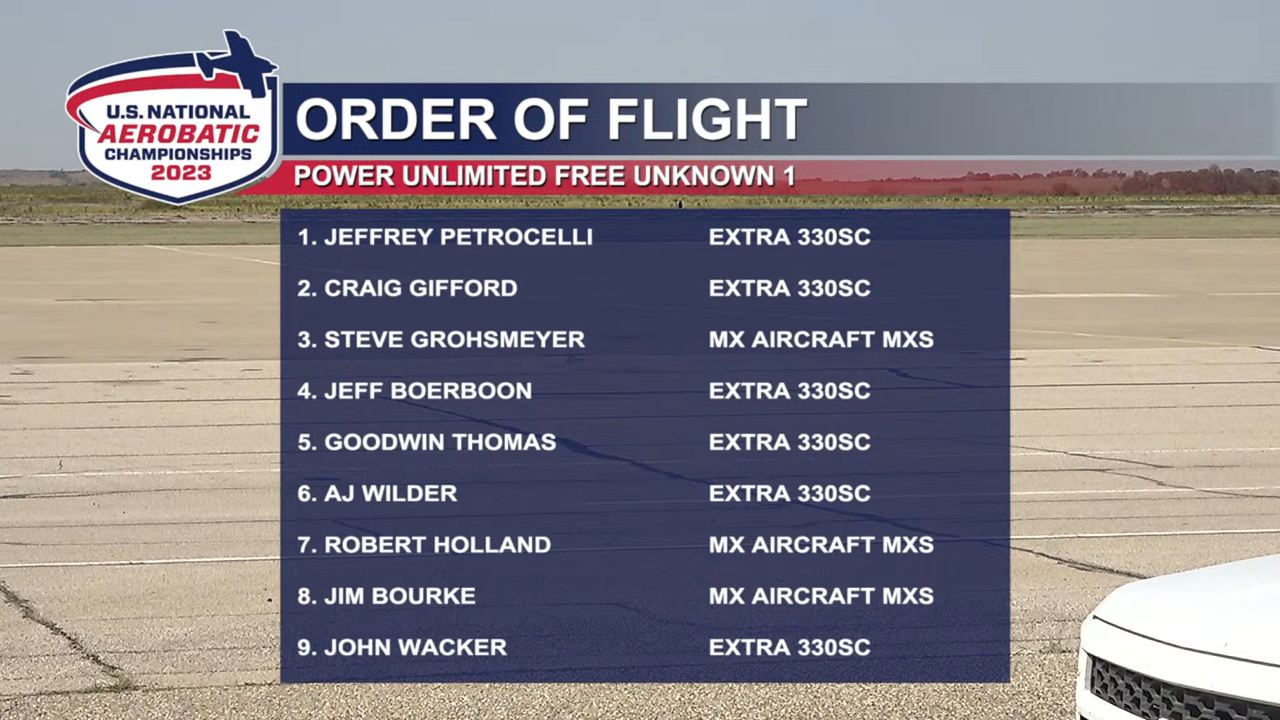 U.S. NATIONAL
AEROBATIC
CHAMPIONSHIPS
2023
ORDER OF FLIGHT
POWER UNLIMITED FREE UNKNOWN 1
1. JEFFREY PETROCELLI EXTRA 330SC
2. CRAIG GIFFORD EXTRA 330SC
3. STEVE GROHSMEYER MX AIRCRAFT MXS
4. JEFF BOERBOON EXTRA 330SC
5. GOODWIN THOMAS EXTRA 330SC
6. AJ WILDER EXTRA 330SC
7. ROBERT HOLLAND MX AIRCRAFT MXS
8. JIM BOURKE MX AIRCRAFT MXS
9. JOHN WACKER EXTRA 330SC